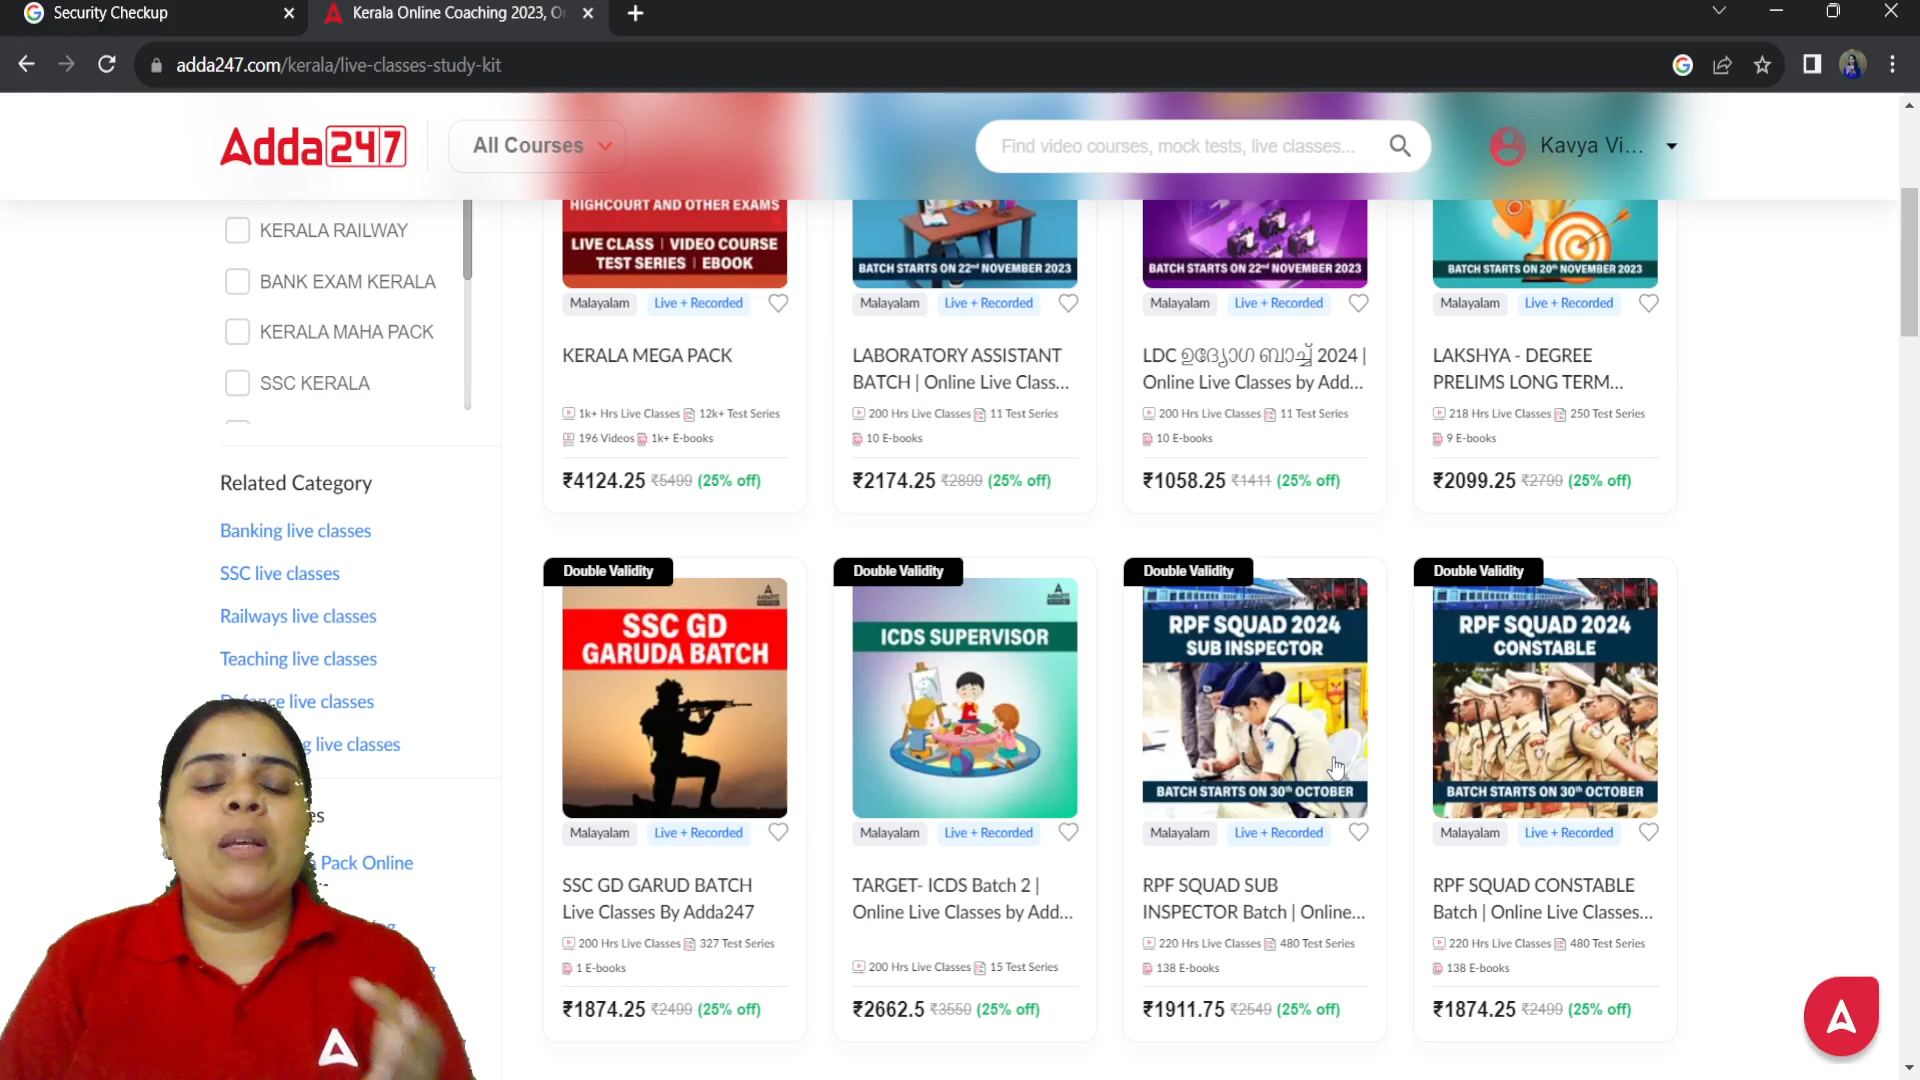 Security Checkup
Kerala Online Coaching 2023, O
adda247.com/kerala/live-classes-study-kit
Adda247
All Courses
Find video courses, mock tests, live classes...
Kavya Vi...
KERALA RAILWAY
BANK EXAM KERALA
KERALA MAHA PACK
SSC KERALA
Related Category
Banking live classes
SSC live classes
Railways live classes
Teaching live classes
live classes
live classes
Pack Online
HIGHCOURT AND OTHER EXAMS
LIVE CLASS | VIDEO COURSE
TEST SERIES | EBOOK
Malayalam Live + Recorded
KERALA MEGA PACK
1k+ Hrs Live Classes 12k+ Test Series
196 Videos 1k+ E-books
₹4124.25 ₹5499 (25% off)
BATCH STARTS ON 22nd NOVEMBER 2023
Malayalam Live + Recorded
LABORATORY ASSISTANT
BATCH | Online Live Class...
200 Hrs Live Classes 11 Test Series
10 E-books
₹2174.25 ₹2899 (25% off)
BATCH STARTS ON 22nd NOVEMBER 2023
Malayalam Live + Recorded
LDC ഉദ്യോഗ ബാച്ച് 2024 |
Online Live Classes by Add...
200 Hrs Live Classes 11 Test Series
10 E-books
₹1058.25 ₹1411 (25% off)
BATCH STARTS ON 20th NOVEMBER 2023
Malayalam Live + Recorded
LAKSHYA - DEGREE
PRELIMS LONG TERM...
218 Hrs Live Classes 250 Test Series
9 E-books
₹2099.25 ₹2799 (25% off)
Double Validity
SSC GD
GARUDA BATCH
Malayalam Live + Recorded
SSC GD GARUD BATCH
Live Classes By Adda247
200 Hrs Live Classes 327 Test Series
1 E-books
₹1874.25 ₹2499 (25% off)
Double Validity
ICDS SUPERVISOR
Malayalam Live + Recorded
TARGET- ICDS Batch 2 |
Online Live Classes by Add...
200 Hrs Live Classes 15 Test Series
₹2662.5 ₹3550 (25% off)
Double Validity
RPF SQUAD 2024
SUB INSPECTOR
BATCH STARTS ON 30th OCTOBER
Malayalam Live + Recorded
RPF SQUAD SUB
INSPECTOR Batch | Online...
220 Hrs Live Classes 480 Test Series
138 E-books
₹1911.75 ₹2549 (25% off)
Double Validity
RPF SQUAD 2024
CONSTABLE
BATCH STARTS ON 30th OCTOBER
Malayalam Live + Recorded
RPF SQUAD CONSTABLE
Batch | Online Live Classes...
220 Hrs Live Classes 480 Test Series
138 E-books
₹1874.25 ₹2499 (25% off)